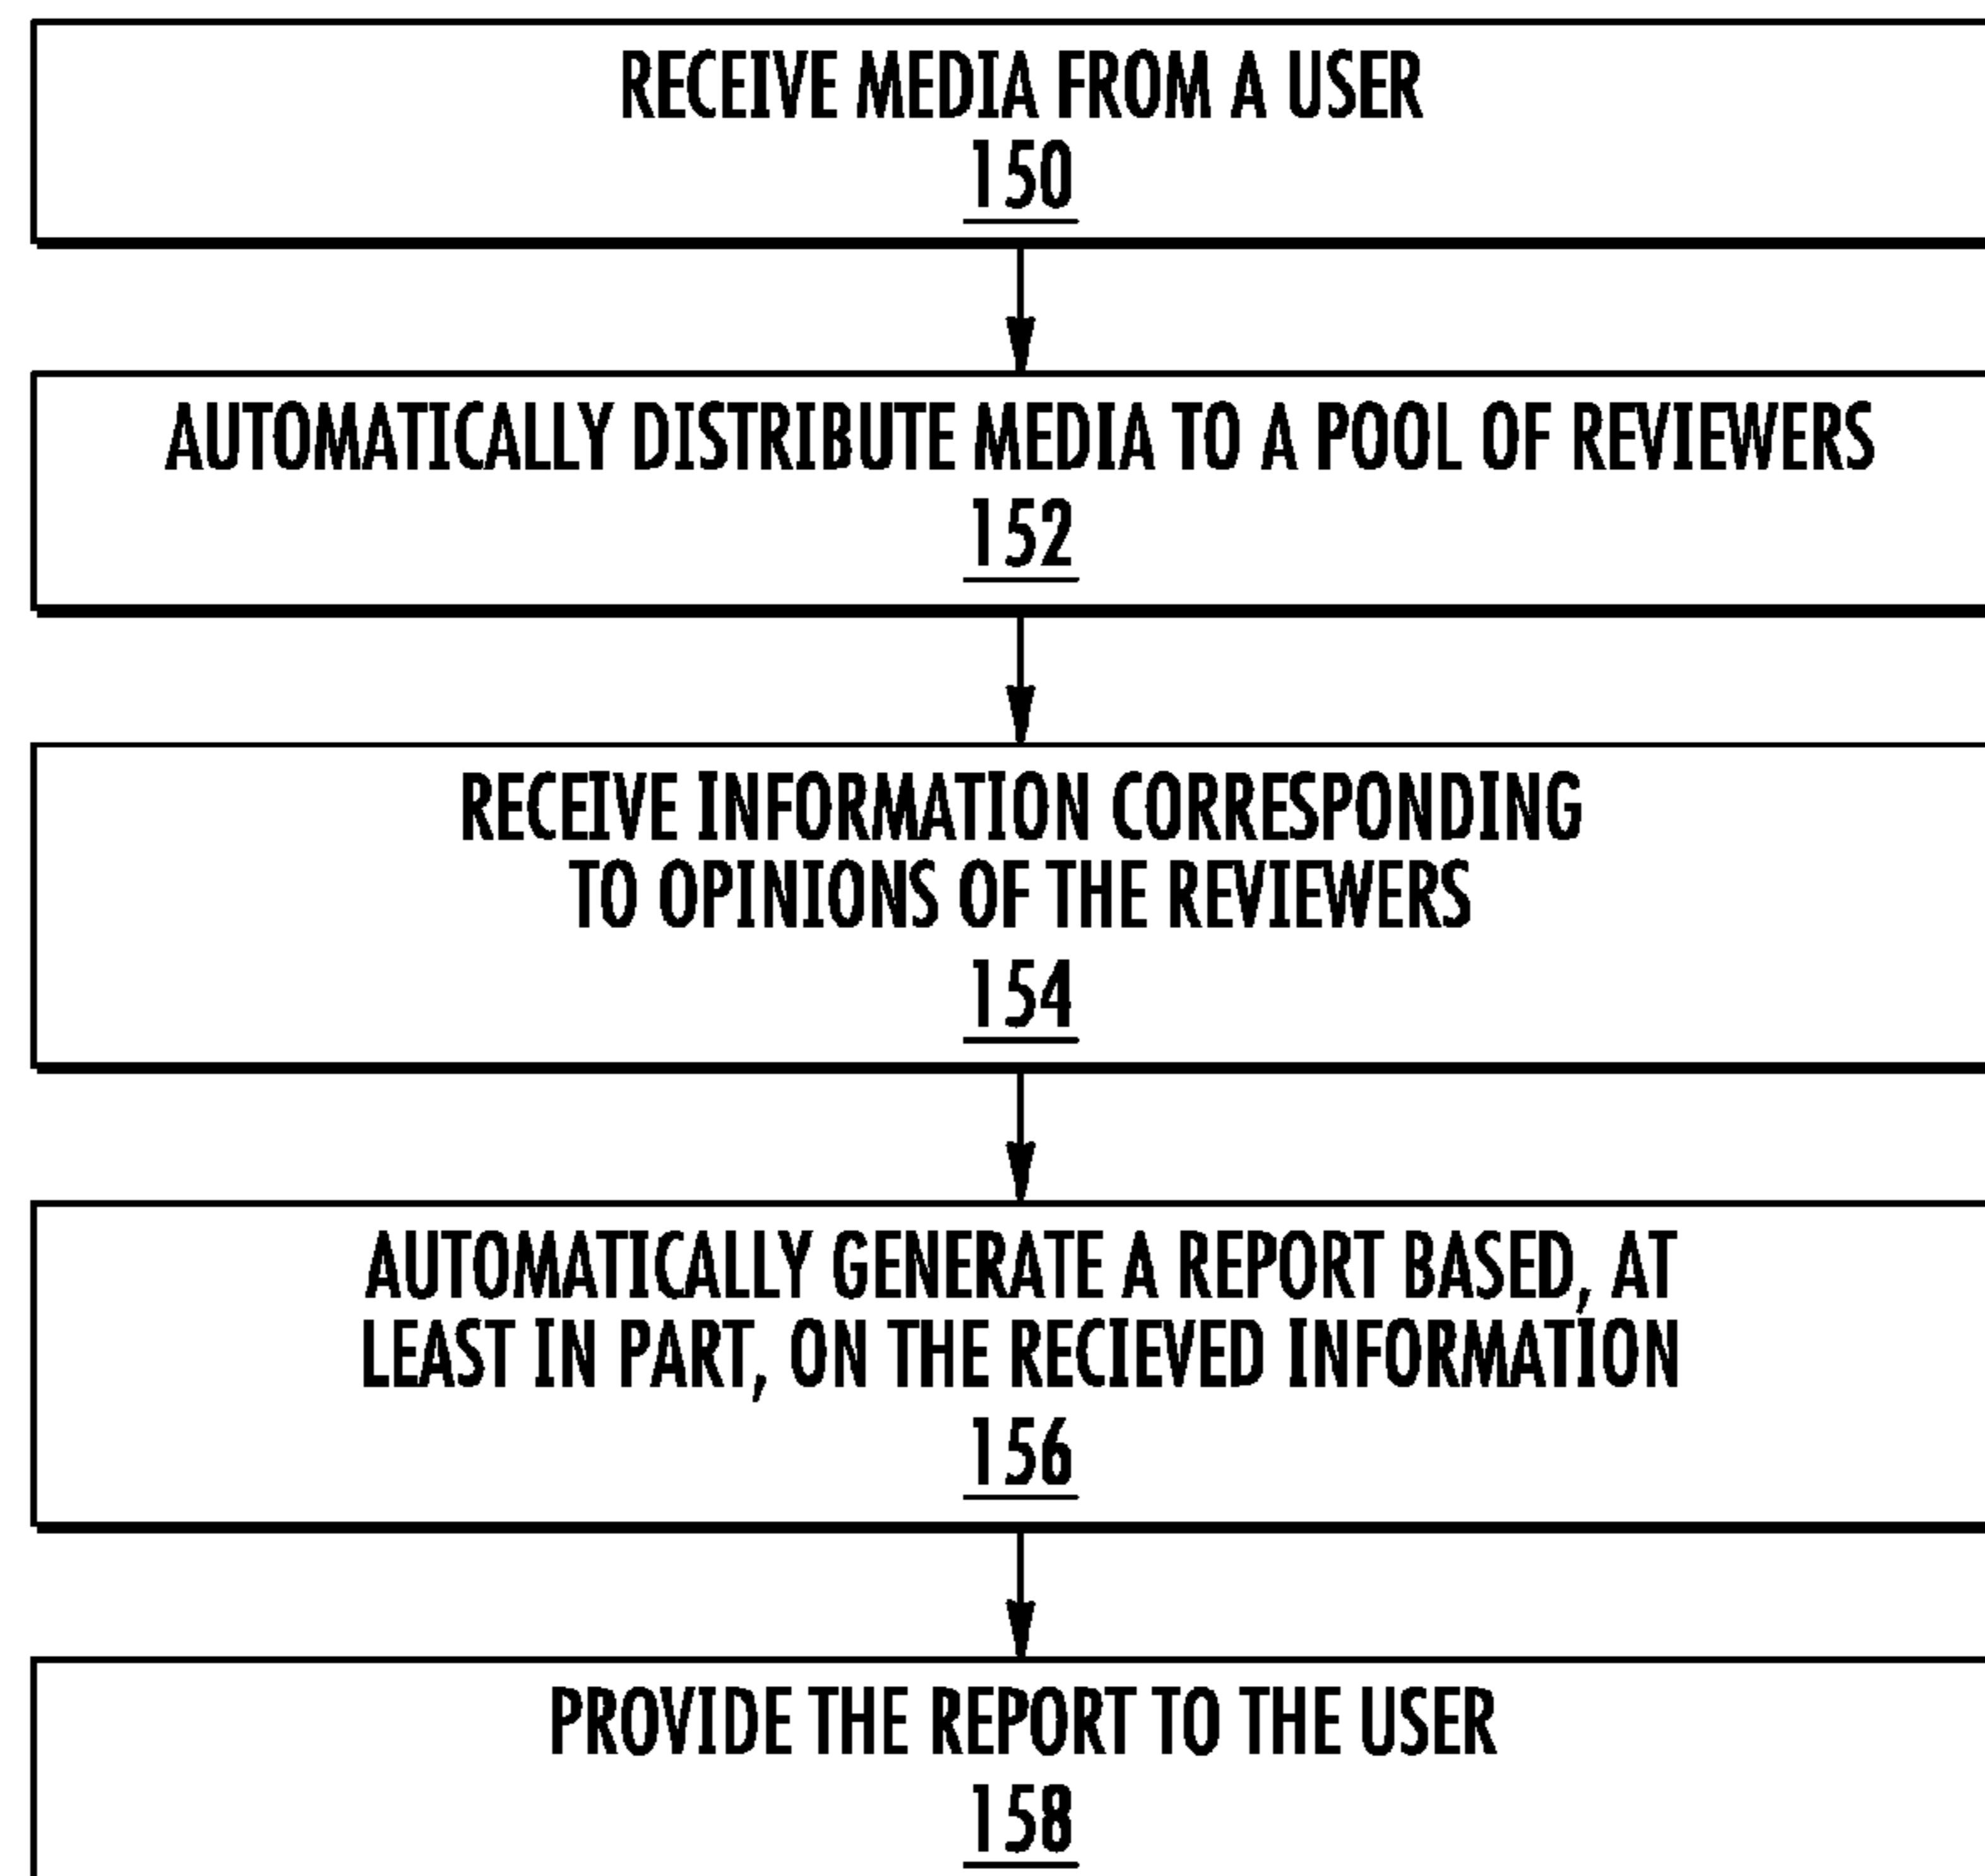 RECEIVE MEDIA FROM A USER
150
AUTOMATICALLY DISTRIBUTE MEDIA TO A POOL OF REVIEWERS
152
RECEIVE INFORMATION CORRESPONDING
TO OPINIONS OF THE REVIEWERS
154
AUTOMATICALLY GENERATE A REPORT BASED, AT
LEAST IN PART, ON THE RECIEVED INFORMATION
156
PROVIDE THE REPORT TO THE USER
158